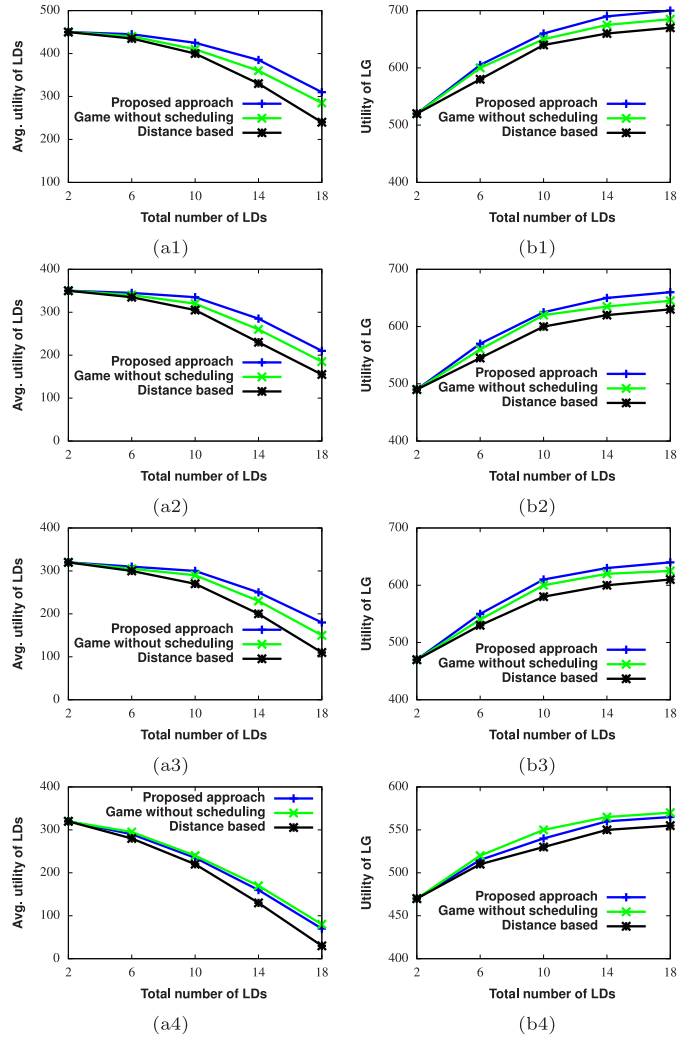 500
400
300
200
100
Avg. utility of LDs
Proposed approach
Game without scheduling
Distance based
2 6 10 14 18
Total number of LDs
(a1)
700
600
500
400
Utility of LG
Proposed approach
Game without scheduling
Distance based
2 6 10 14 18
Total number of LDs
(b1)
400
300
200
100
0
Avg. utility of LDs
Proposed approach
Game without scheduling
Distance based
2 6 10 14 18
Total number of LDs
(a2)
700
600
500
400
Utility of LG
Proposed approach
Game without scheduling
Distance based
2 6 10 14 18
Total number of LDs
(b2)
400
300
200
100
0
Avg. utility of LDs
Proposed approach
Game without scheduling
Distance based
2 6 10 14 18
Total number of LDs
(a3)
700
600
500
400
Utility of LG
Proposed approach
Game without scheduling
Distance based
2 6 10 14 18
Total number of LDs
(b3)
400
300
200
100
0
Avg. utility of LDs
Proposed approach
Game without scheduling
Distance based
2 6 10 14 18
Total number of LDs
(a4)
600
550
500
450
400
Utility of LG
Proposed approach
Game without scheduling
Distance based
2 6 10 14 18
Total number of LDs
(b4)